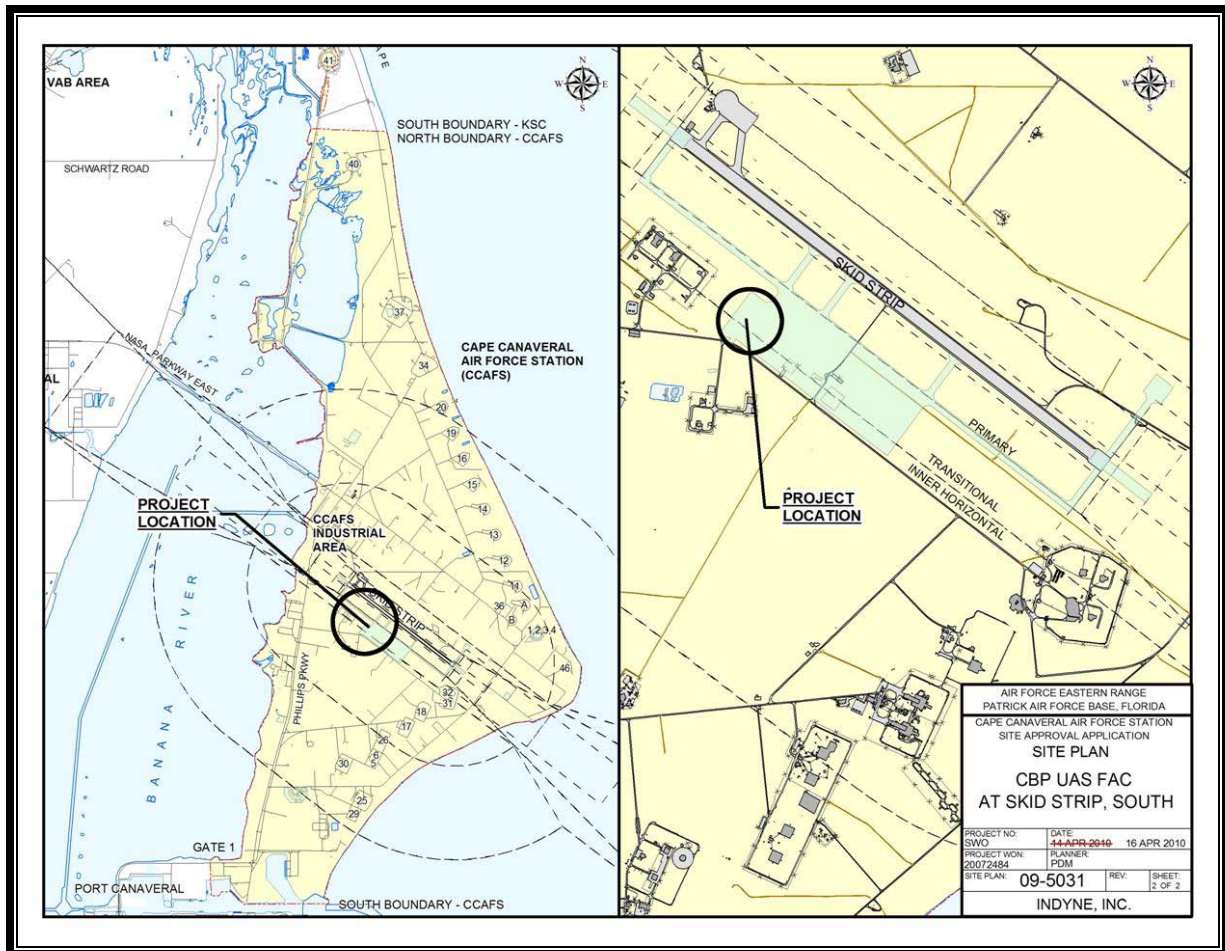 41
CAPE
VAB AREA
N
W E
S
SOUTH BOUNDARY - KSC
NORTH BOUNDARY - CCAFS
SCHWARTZ ROAD
40
37
NASA PARKWAY EAST
CAPE CANAVERAL
AIR FORCE STATION
(CCAFS)
34
AL
20
19
16
15
PROJECT
LOCATION
14
CCAFS
INDUSTRIAL
AREA
13
12
11
36
A
B
1,2,3,4
SKID STRIP
46
BANANA RIVER
PHILLIPS PKWY
32
31
18
17
26
6
5
30
25
29
GATE 1
PORT CANAVERAL
SOUTH BOUNDARY - CCAFS
N
W E
S
SKID STRIP
PRIMARY
TRANSITIONAL
INNER HORIZONTAL
PROJECT
LOCATION
AIR FORCE EASTERN RANGE
PATRICK AIR FORCE BASE, FLORIDA
CAPE CANAVERAL AIR FORCE STATION
SITE APPROVAL APPLICATION
SITE PLAN
CBP UAS FAC
AT SKID STRIP, SOUTH
PROJECT NO: DATE:
SWO 14 APR 2010 16 APR 2010
PROJECT WON: PLANNER:
20072484 PDM
SITE PLAN: 09-5031 REV: SHEET:
2 OF 2
INDYNE, INC.